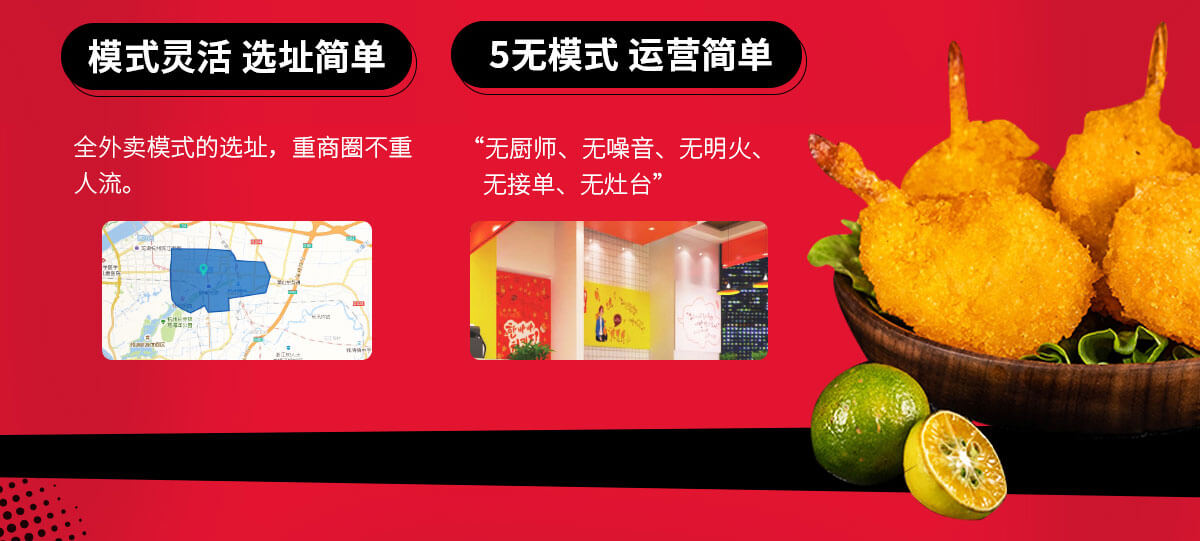 模式灵活 选址简单
全外卖模式的选址，重商圈不重
人流。
5无模式 运营简单
“无厨师、无噪音、无明火、
无接单、无灶台”